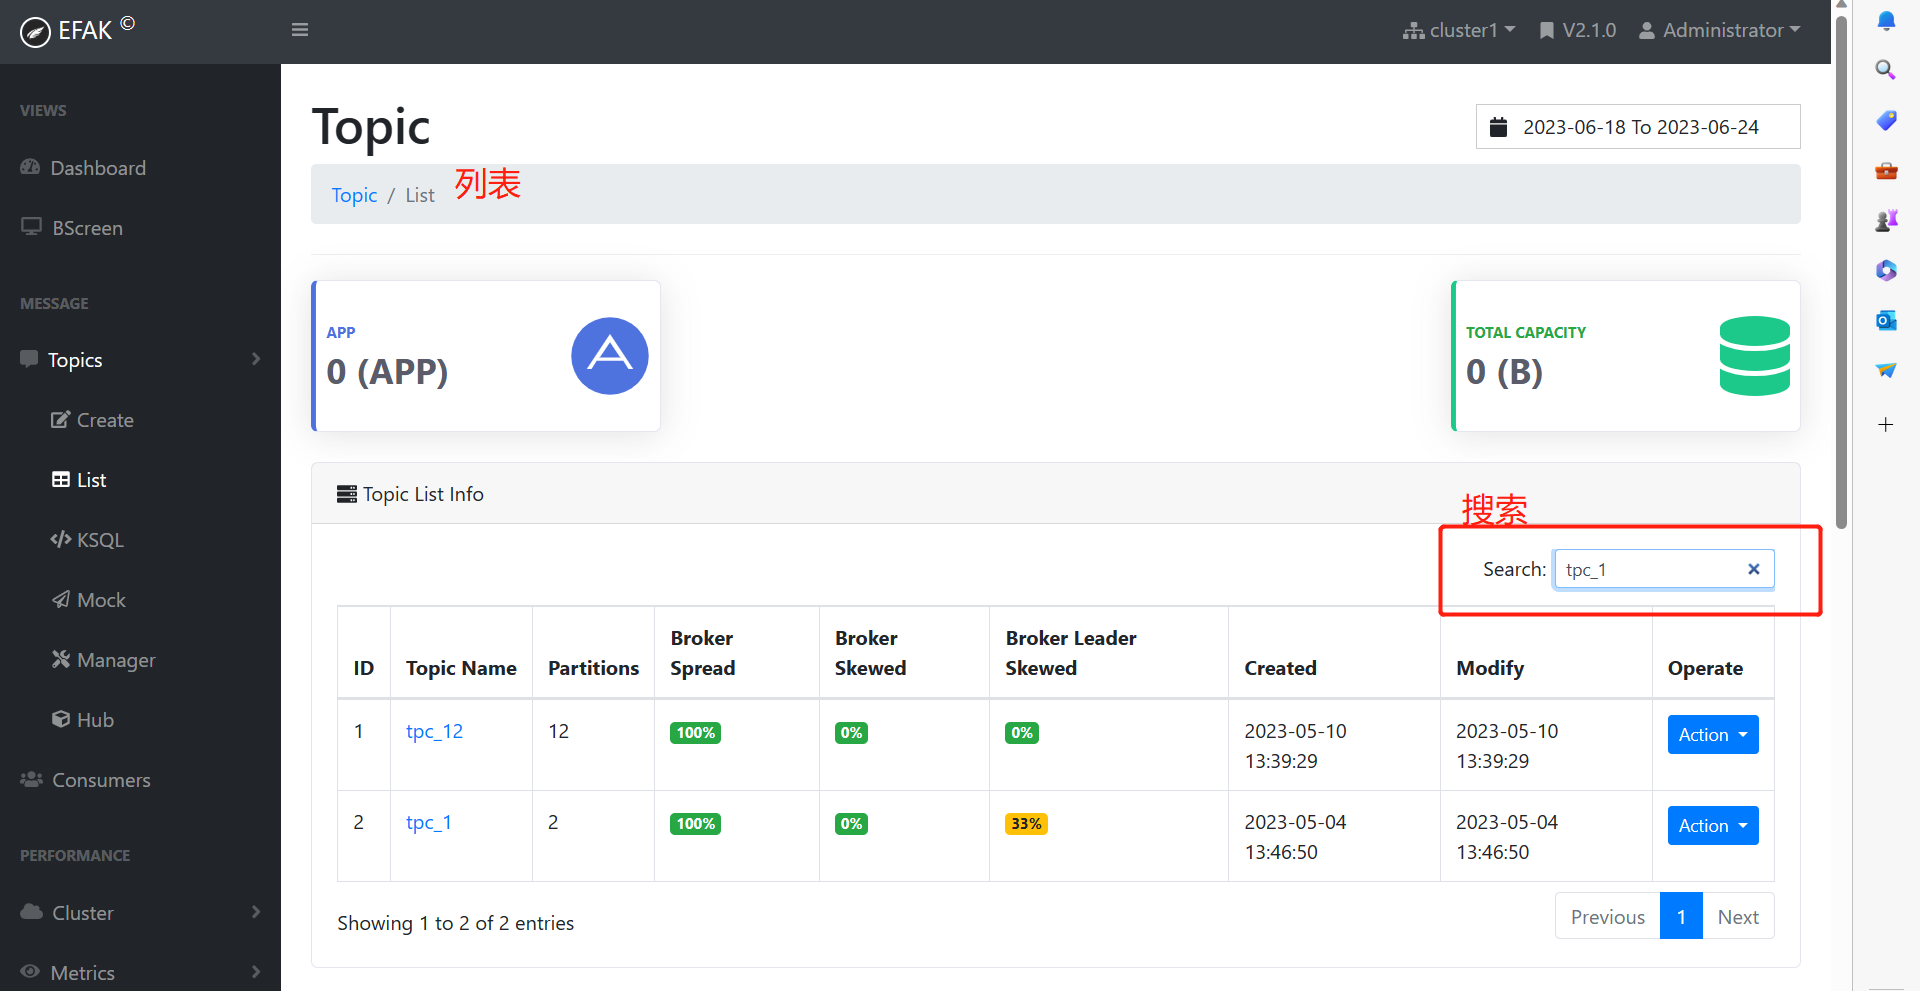 EFAK ©
cluster1
V2.1.0
Administrator
VIEWS
Dashboard
BScreen
MESSAGE
Topics
Create
List
KSQL
Mock
Manager
Hub
Consumers
PERFORMANCE
Cluster
Metrics
Topic
2023-06-18 To 2023-06-24
Topic / List
列表
APP
0 (APP)
TOTAL CAPACITY
0 (B)
Topic List Info
搜索
Search: tpc_1
ID Topic Name Partitions Broker Spread Broker Skewed Broker Leader Skewed Created Modify Operate
1 tpc_12 12 100% 0% 0% 2023-05-10 13:39:29 2023-05-10 13:39:29 Action
2 tpc_1 2 100% 0% 33% 2023-05-04 13:46:50 2023-05-04 13:46:50 Action
Showing 1 to 2 of 2 entries
Previous 1 Next